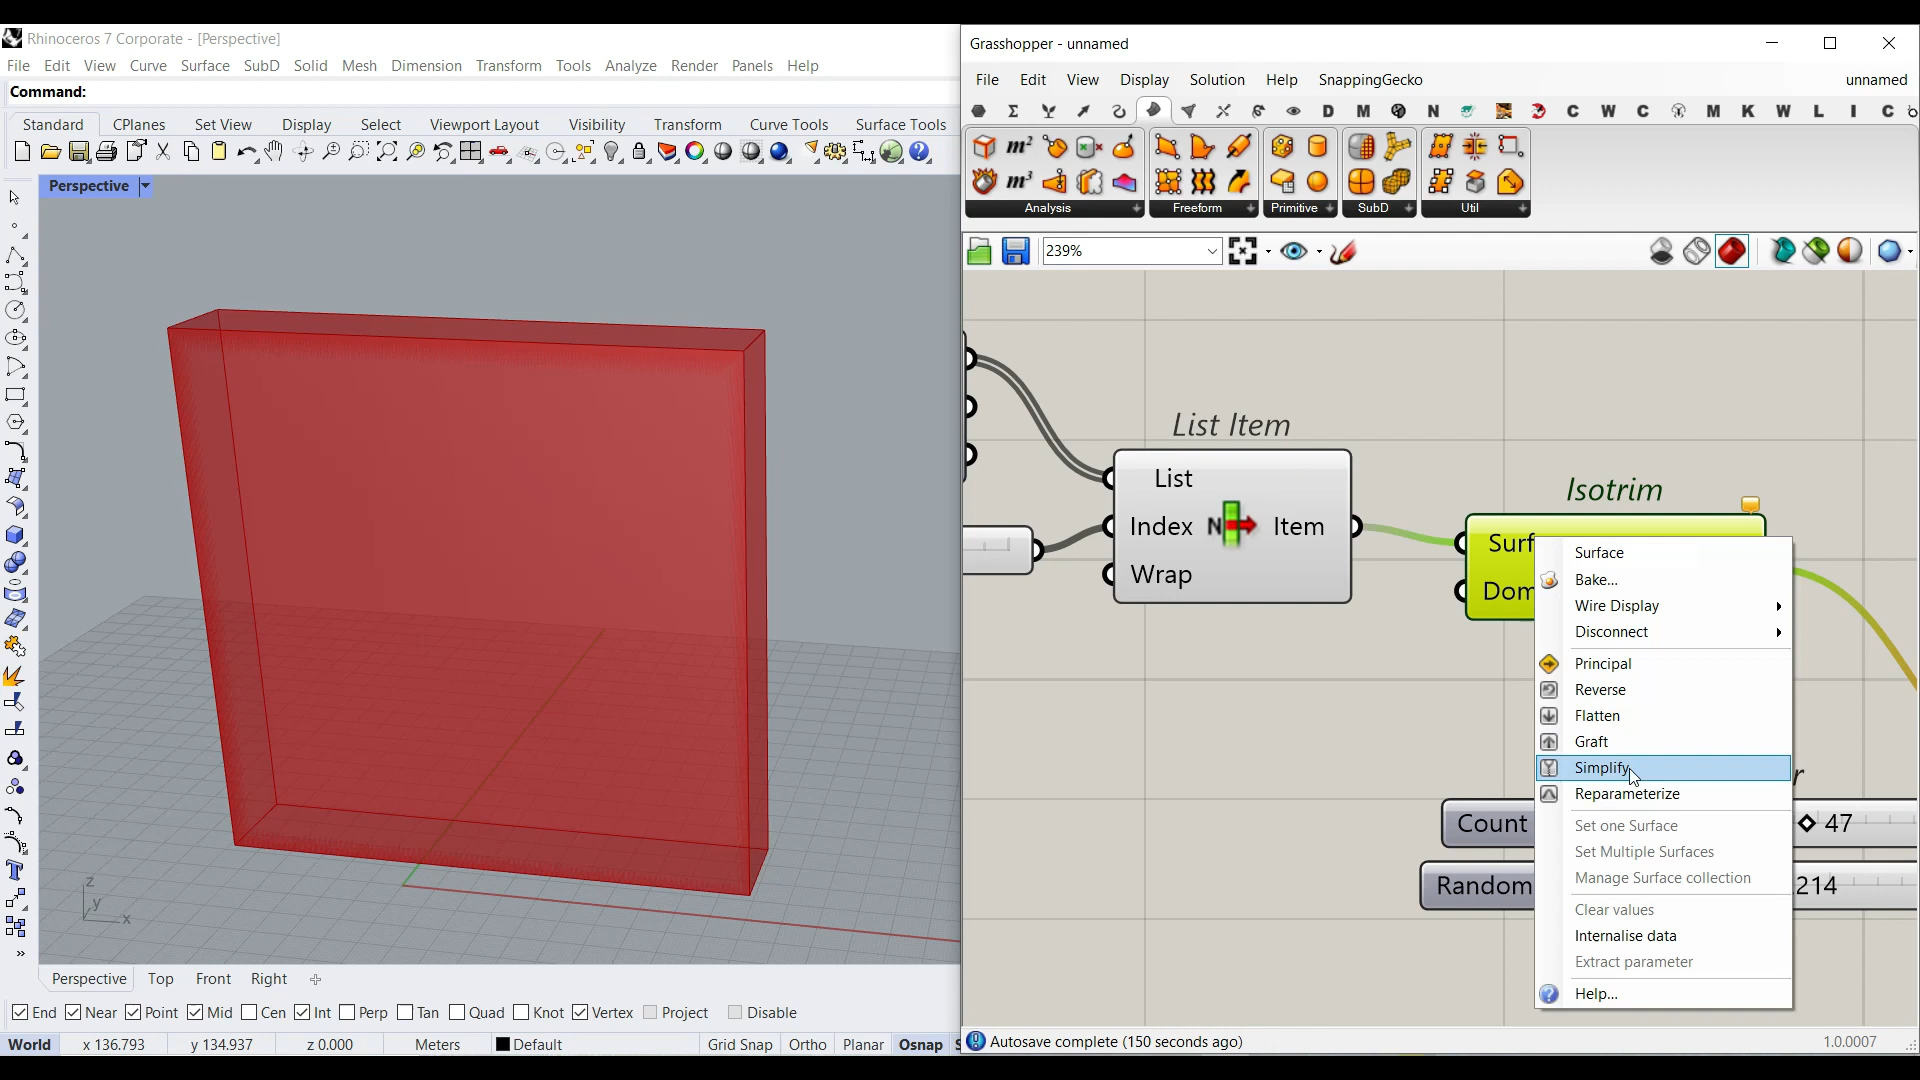 Rhinoceros 7 Corporate - [Perspective]
File Edit View Curve Surface SubD Solid Mesh Dimension Transform Tools Analyze Render Panels Help
Command:
Standard CPlanes Set View Display Select Viewport Layout Visibility Transform Curve Tools Surface Tools
Perspective
z
y
x
Perspective Top Front Right
End Near Point Mid Cen Int Perp Tan Quad Knot Vertex Project Disable
World x 136.793 y 134.937 z 0.000 Meters Default Grid Snap Ortho Planar Osnap S
Grasshopper - unnamed
File Edit View Display Solution Help SnappingGecko unnamed
D M N C W C M K W L I C
m²
m³
Analysis Freeform Primitive SubD Util
239%
List Item
List
Index N Item
Wrap
Isotrim
Surf
Dom
Surface
Bake...
Wire Display
Disconnect
Principal
Reverse
Flatten
Graft
Simplify
Reparameterize
Set one Surface
Set Multiple Surfaces
Manage Surface collection
Clear values
Internalise data
Extract parameter
Help...
r
Count 47
Random 214
Autosave complete (150 seconds ago) 1.0.0007